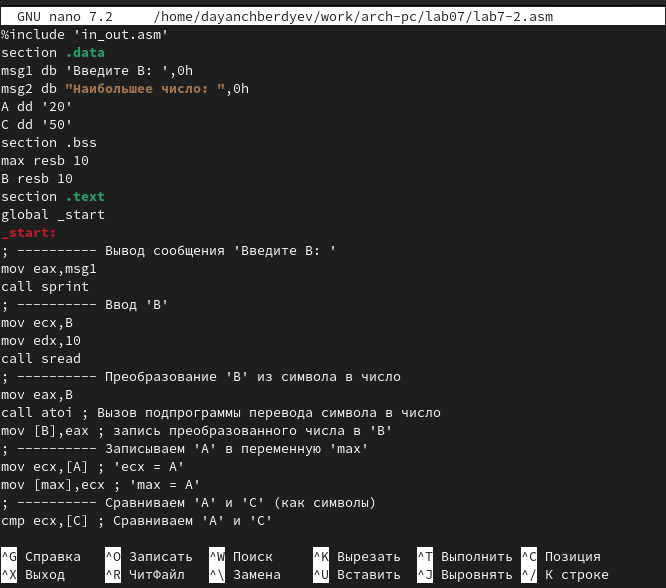 GNU nano 7.2 /home/dayanchberdyev/work/arch-pc/lab07/lab7-2.asm
%include 'in_out.asm'
section .data
msg1 db 'Введите B: ',0h
msg2 db "Наибольшее число: ",0h
A dd '20'
C dd '50'
section .bss
max resb 10
B resb 10
section .text
global _start
_start:
; ---------- Вывод сообщения 'Введите B: '
mov eax,msg1
call sprint
; ---------- Ввод 'B'
mov ecx,B
mov edx,10
call sread
; ---------- Преобразование 'B' из символа в число
mov eax,B
call atoi ; Вызов подпрограммы перевода символа в число
mov [B],eax ; запись преобразованного числа в 'B'
; ---------- Записываем 'A' в переменную 'max'
mov ecx,[A] ; 'ecx = A'
mov [max],ecx ; 'max = A'
; ---------- Сравниваем 'A' и 'С' (как символы)
cmp ecx,[C] ; Сравниваем 'A' и 'С'
^G Справка ^O Записать ^W Поиск ^K Вырезать ^T Выполнить ^C Позиция
^X Выход ^R ЧитФайл ^\ Замена ^U Вставить ^J Выровнять ^/ К строке